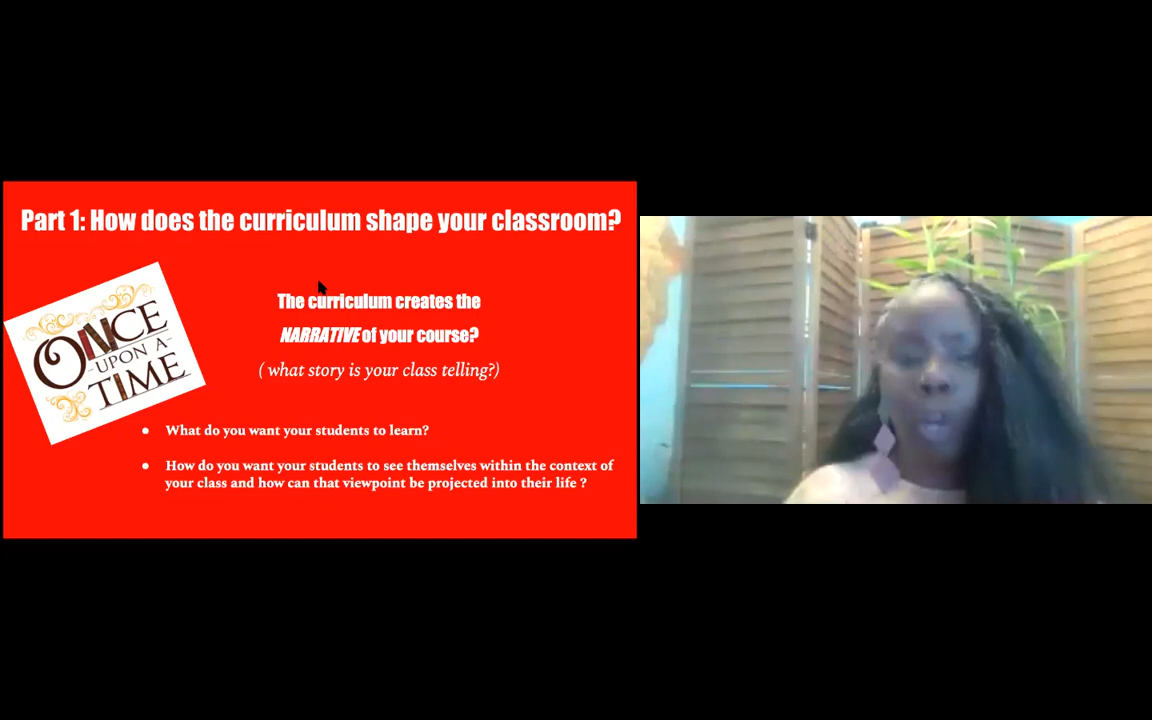 Part 1: How does the curriculum shape your classroom?
ONCE
UPON A
TIME
The curriculum creates the
NARRATIVE of your course?
( what story is your class telling?)
● What do you want your students to learn?
● How do you want your students to see themselves within the context of
your class and how can that viewpoint be projected into their life ?